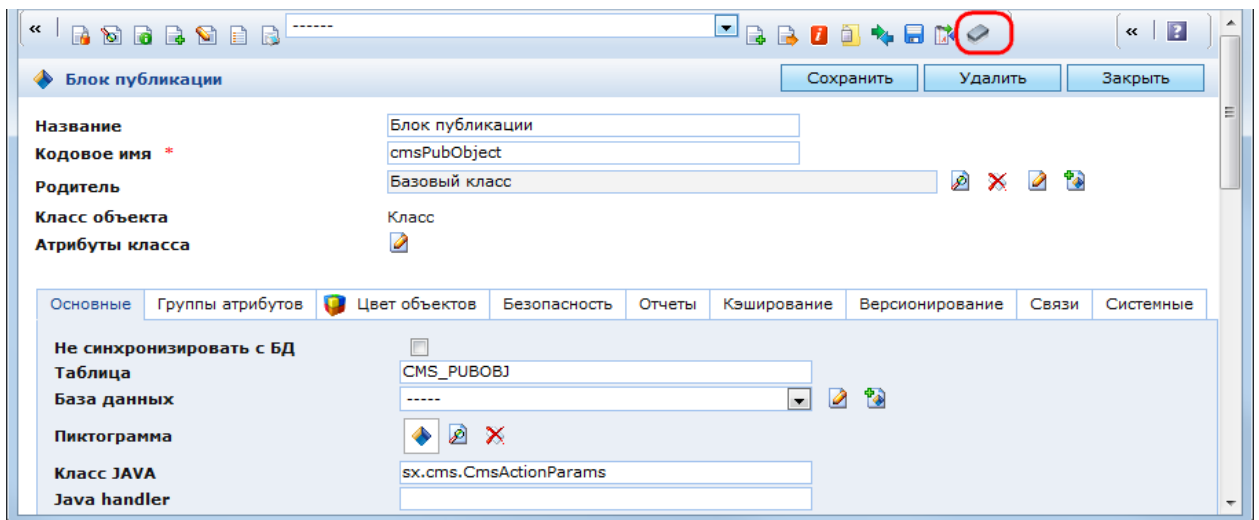 « ------ «
Блок публикации Сохранить Удалить Закрыть
Название Блок публикации
Кодовое имя * cmsPubObject
Родитель Базовый класс
Класс объекта Класс
Атрибуты класса
Основные Группы атрибутов Цвет объектов Безопасность Отчеты Кэширование Версионирование Связи Системные
Не синхронизировать с БД
Таблица CMS_PUBOBJ
База данных -----
Пиктограмма
Класс JAVA sx.cms.CmsActionParams
Java handler